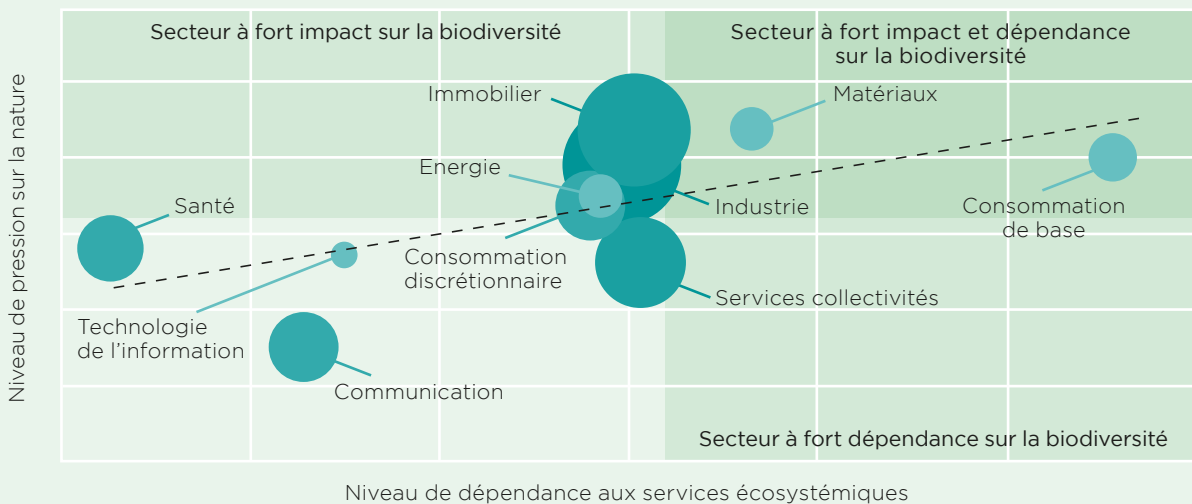 Secteur à fort impact sur la biodiversité
Secteur à fort impact et dépendance
sur la biodiversité
Niveau de pression sur la nature
Immobilier
Matériaux
Energie
Santé
Industrie
Consommation
de base
Consommation
discrétionnaire
Services collectivités
Technologie
de l'information
Communication
Secteur à fort dépendance sur la biodiversité
Niveau de dépendance aux services écosystémiques